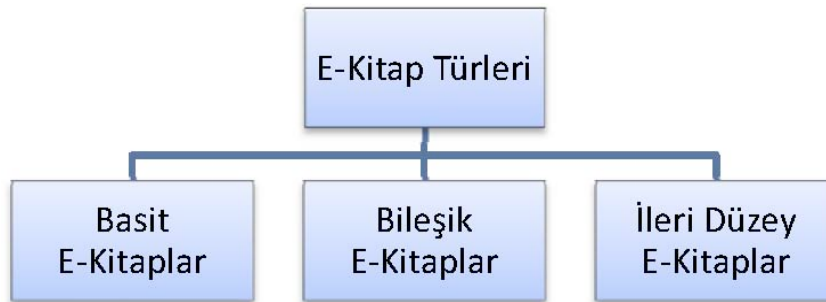 E-Kitap Türleri
Basit
E-Kitaplar
Bileşik
E-Kitaplar
İleri Düzey
E-Kitaplar